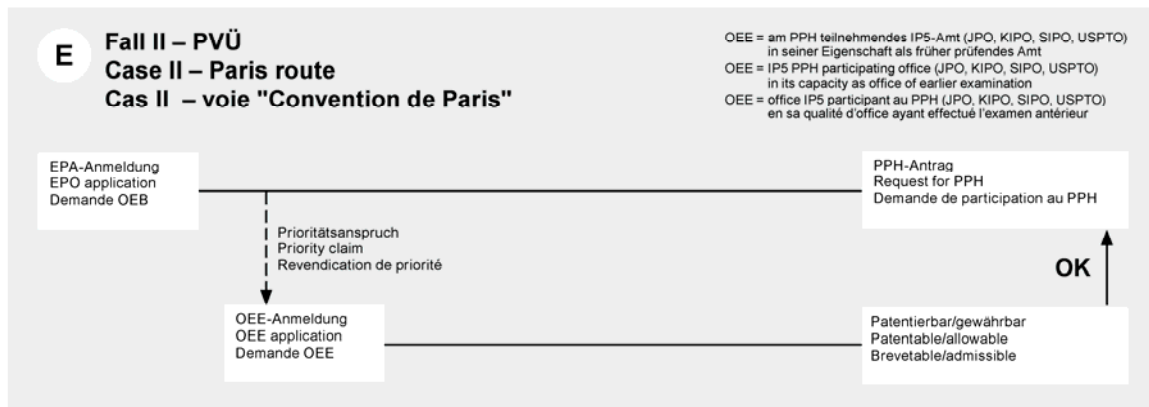 E
Fall II – PVÜ
Case II – Paris route
Cas II – voie "Convention de Paris"
OEE = am PPH teilnehmendes IP5-Amt (JPO, KIPO, SIPO, USPTO)
in seiner Eigenschaft als früher prüfendes Amt
OEE = IP5 PPH participating office (JPO, KIPO, SIPO, USPTO)
in its capacity as office of earlier examination
OEE = office IP5 participant au PPH (JPO, KIPO, SIPO, USPTO)
en sa qualité d'office ayant effectué l'examen antérieur
EPA-Anmeldung
EPO application
Demande OEB
PPH-Antrag
Request for PPH
Demande de participation au PPH
Prioritätsanspruch
Priority claim
Revendication de priorité
OK
OEE-Anmeldung
OEE application
Demande OEE
Patentierbar/gewährbar
Patentable/allowable
Brevetable/admissible